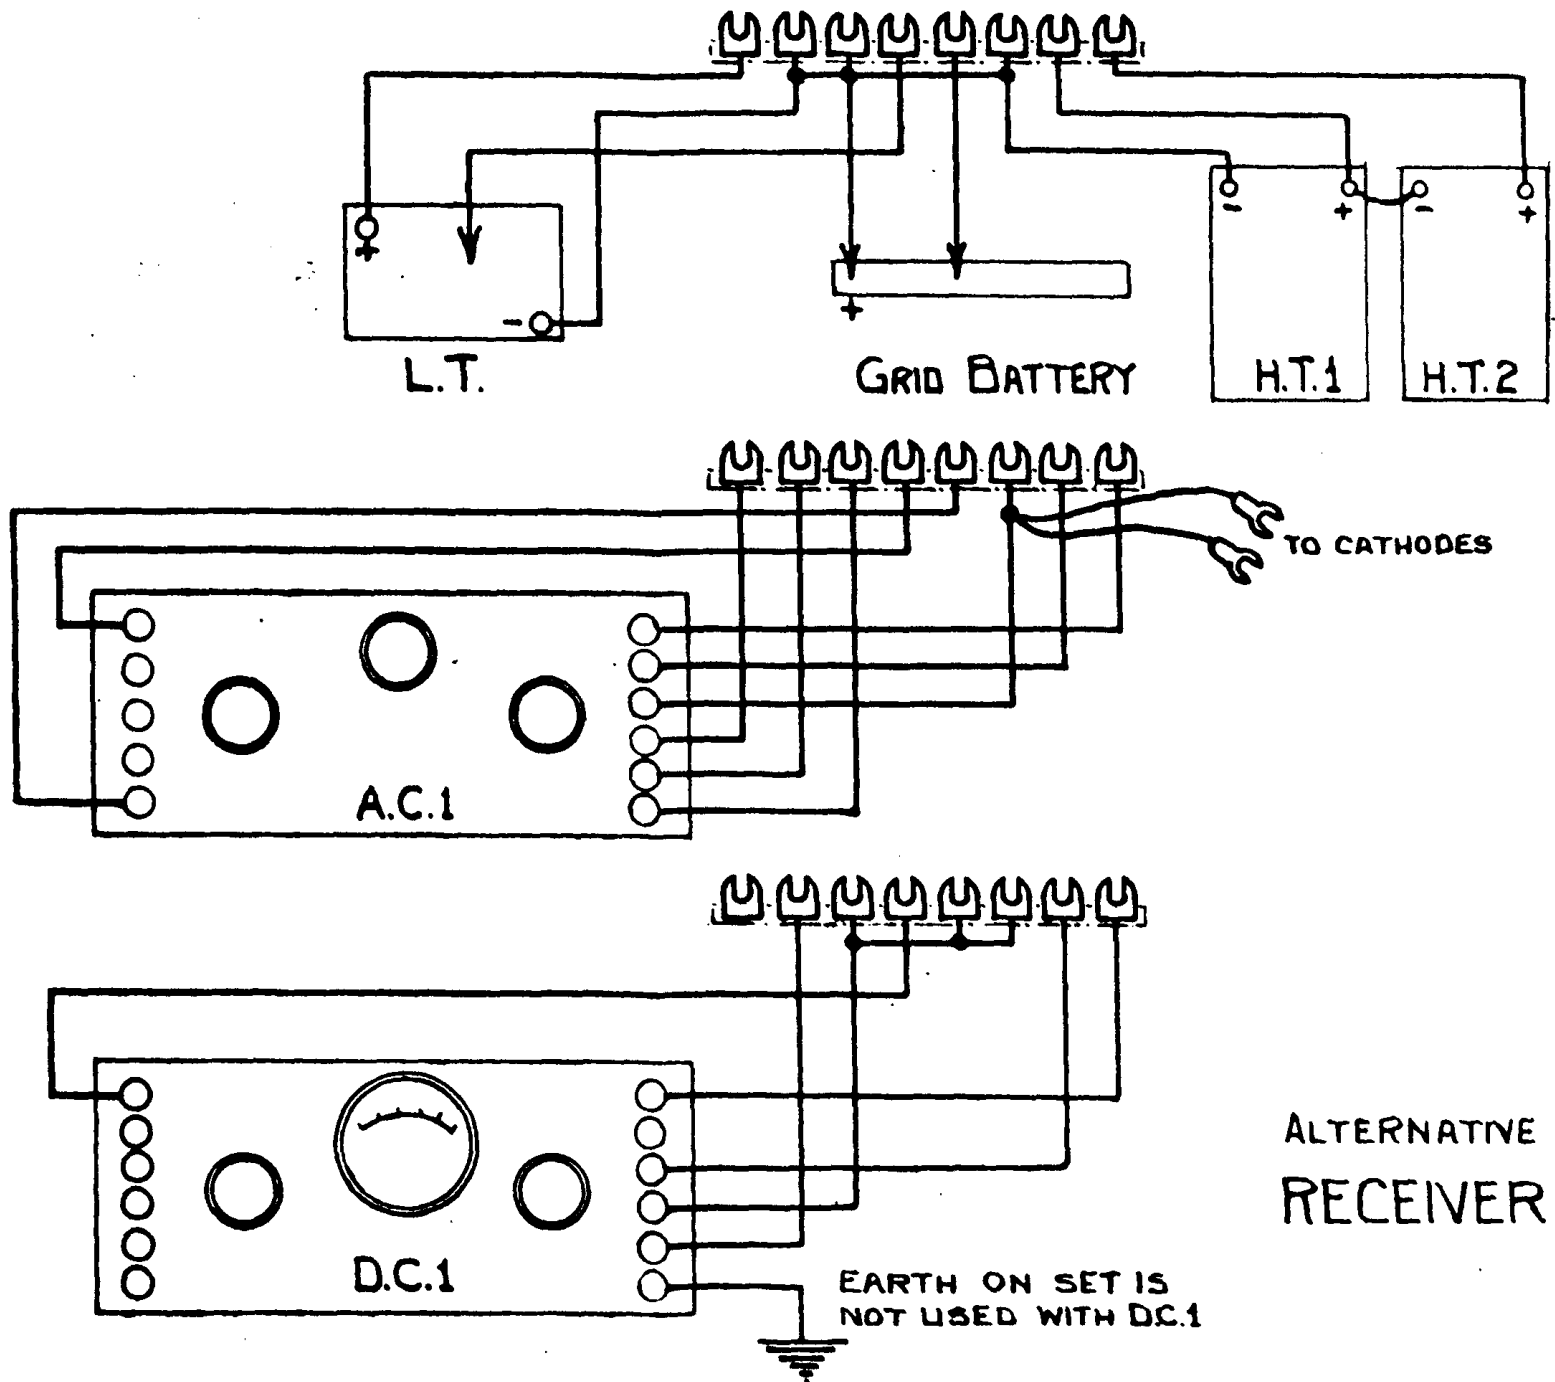 +
-
L.T.
+
GRID BATTERY
- +
H.T.1
- +
H.T.2
TO CATHODES
A.C.1
D.C.1
EARTH ON SET IS
NOT USED WITH D.C.1
ALTERNATIVE
RECEIVER